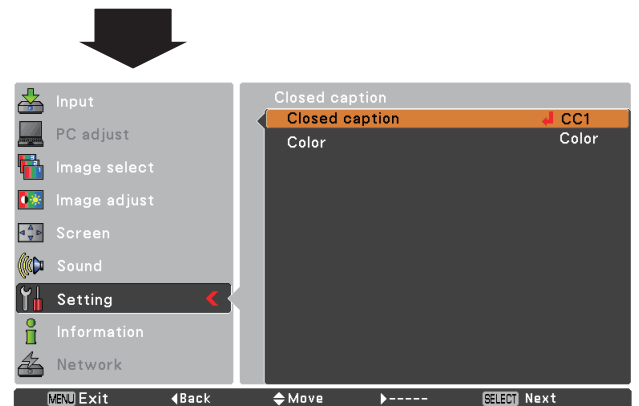 Input
PC adjust
Image select
Image adjust
Screen
Sound
Setting
Information
Network
Closed caption
Closed caption CC1
Color Color
MENU Exit ◀Back Move ▶----- SELECT Next